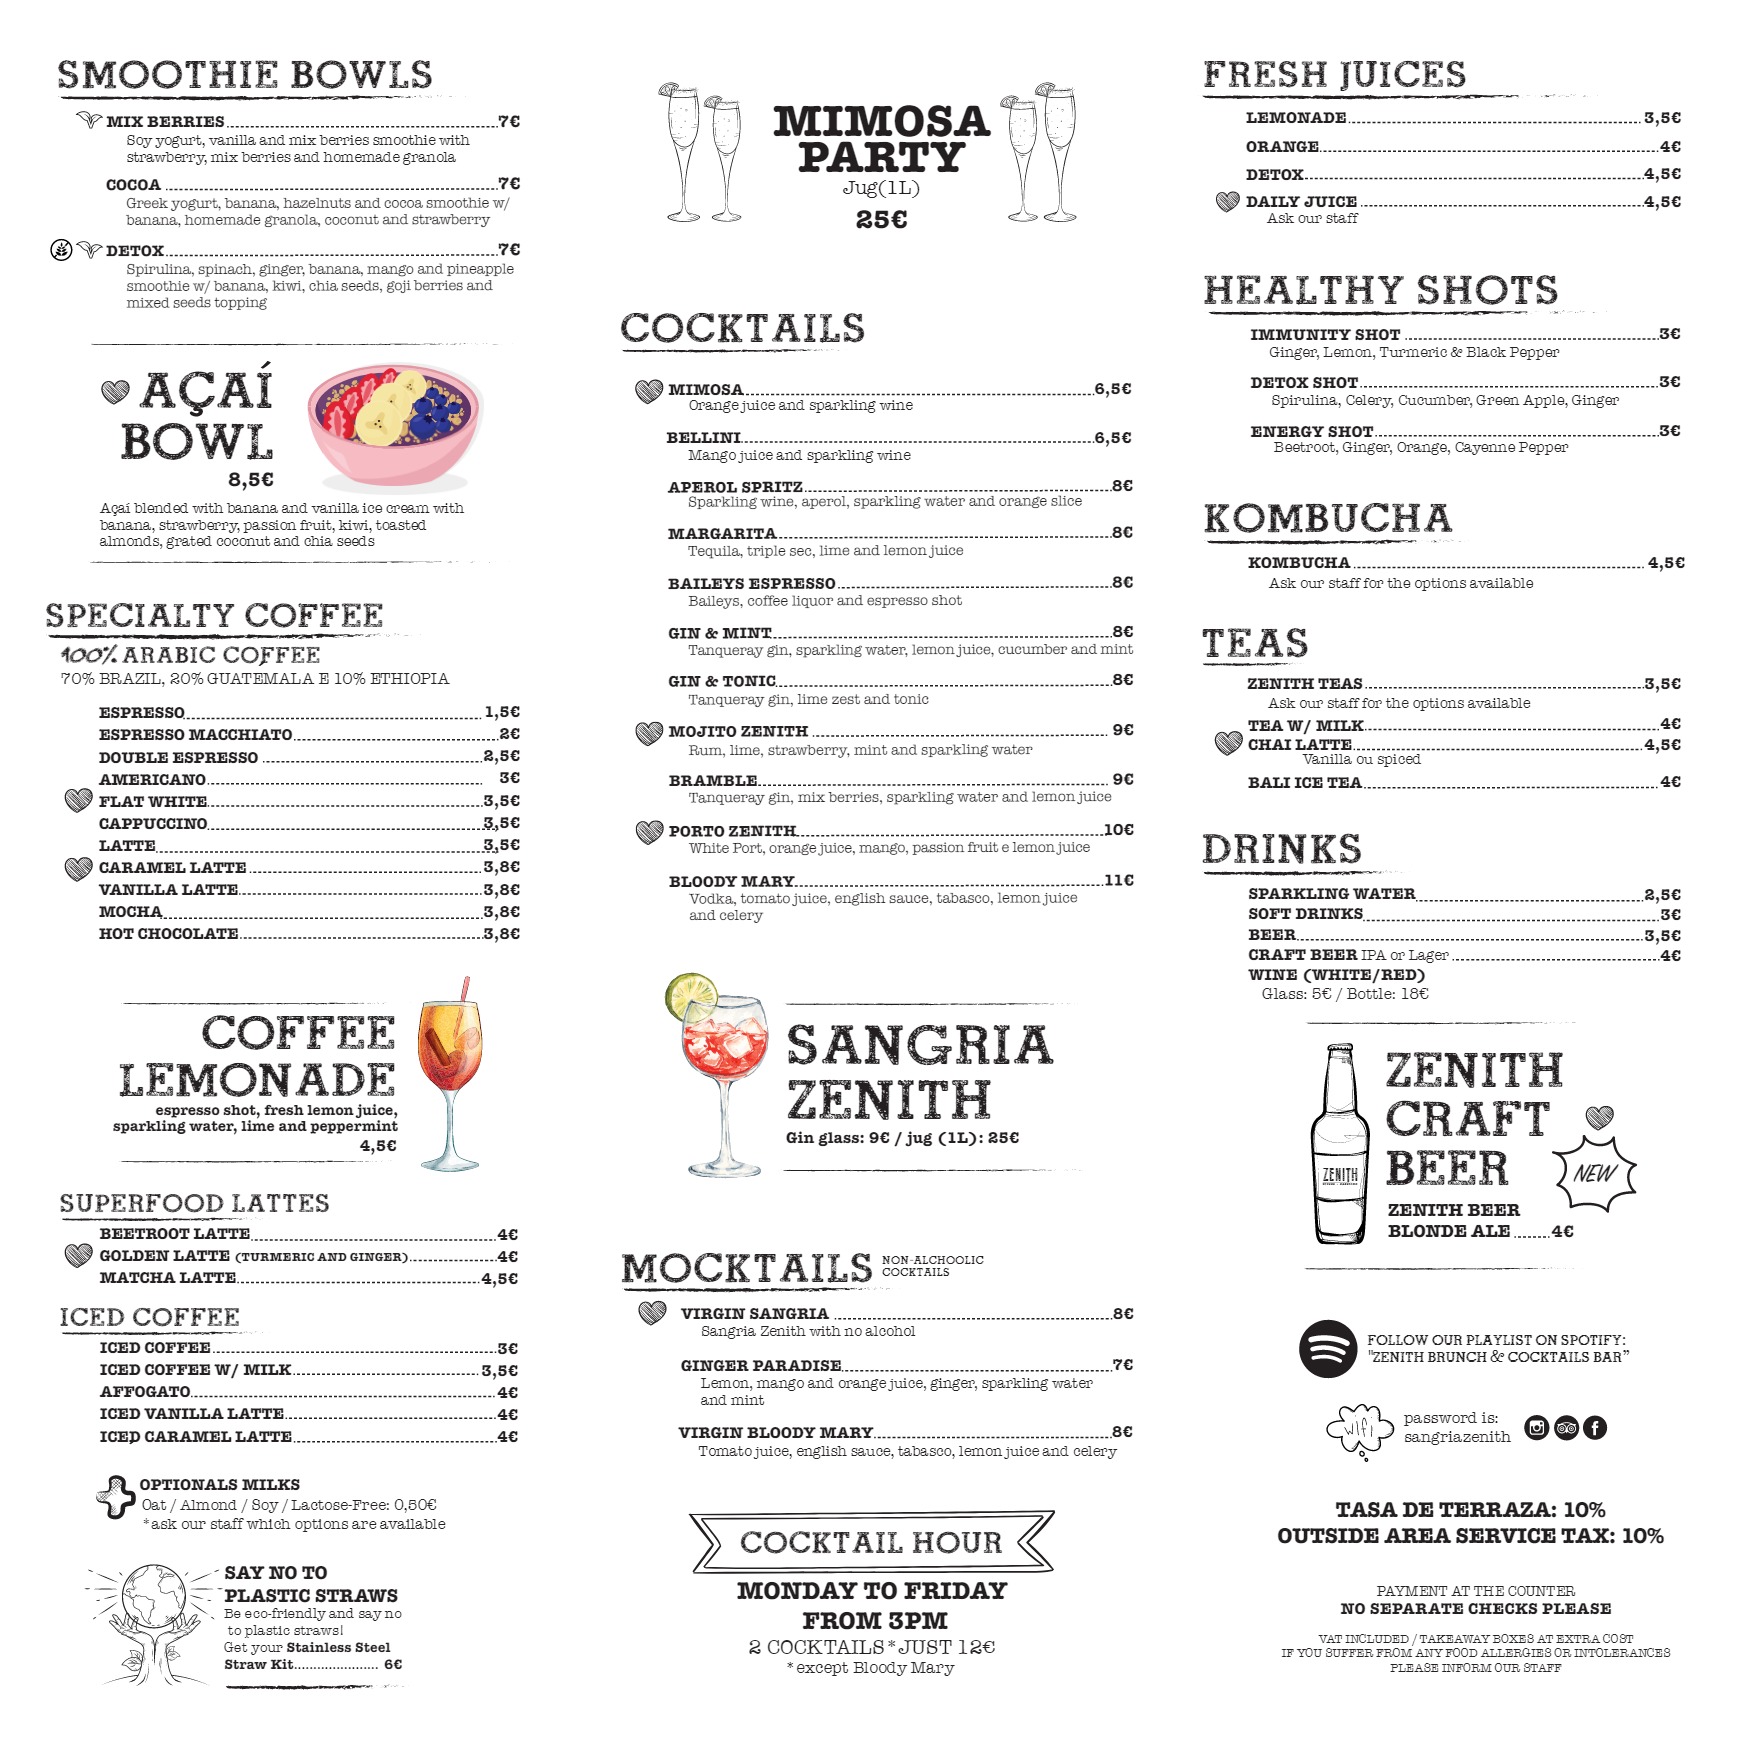 SMOOTHIE BOWLS
MIX BERRIES 7€
Soy yogurt, vanilla and mix berries smoothie with
strawberry, mix berries and homemade granola
COCOA 7€
Greek yogurt, banana, hazelnuts and cocoa smoothie w/
banana, homemade granola, coconut and strawberry
DETOX 7€
Spirulina, spinach, ginger, banana, mango and pineapple
smoothie w/ banana, kiwi, chia seeds, goji berries and
mixed seeds topping
AÇAÍ
BOWL
8,5€
Açaí blended with banana and vanilla ice cream with
banana, strawberry, passion fruit, kiwi, toasted
almonds, grated coconut and chia seeds
SPECIALTY COFFEE
100% ARABIC COFFEE
70% BRAZIL, 20% GUATEMALA E 10% ETHIOPIA
ESPRESSO 1,5€
ESPRESSO MACCHIATO 2€
DOUBLE ESPRESSO 2,5€
AMERICANO 3€
FLAT WHITE 3,5€
CAPPUCCINO 3,5€
LATTE 3,5€
CARAMEL LATTE 3,8€
VANILLA LATTE 3,8€
MOCHA 3,8€
HOT CHOCOLATE 3,8€
COFFEE
LEMONADE
espresso shot, fresh lemon juice,
sparkling water, lime and peppermint
4,5€
SUPERFOOD LATTES
BEETROOT LATTE 4€
GOLDEN LATTE (TURMERIC AND GINGER) 4€
MATCHA LATTE 4,5€
ICED COFFEE
ICED COFFEE 3€
ICED COFFEE W/ MILK 3,5€
AFFOGATO 4€
ICED VANILLA LATTE 4€
ICED CARAMEL LATTE 4€
OPTIONALS MILKS
Oat / Almond / Soy / Lactose-Free: 0,50€
*ask our staff which options are available
SAY NO TO
PLASTIC STRAWS
Be eco-friendly and say no
to plastic straws!
Get your Stainless Steel
Straw Kit 6€
MIMOSA
PARTY
Jug(1L)
25€
COCKTAILS
MIMOSA 6,5€
Orange juice and sparkling wine
BELLINI 6,5€
Mango juice and sparkling wine
APEROL SPRITZ 8€
Sparkling wine, aperol, sparkling water and orange slice
MARGARITA 8€
Tequila, triple sec, lime and lemon juice
BAILEYS ESPRESSO 8€
Baileys, coffee liquor and espresso shot
GIN & MINT 8€
Tanqueray gin, sparkling water, lemon juice, cucumber and mint
GIN & TONIC 8€
Tanqueray gin, lime zest and tonic
MOJITO ZENITH 9€
Rum, lime, strawberry, mint and sparkling water
BRAMBLE 9€
Tanqueray gin, mix berries, sparkling water and lemon juice
PORTO ZENITH 10€
White Port, orange juice, mango, passion fruit e lemon juice
BLOODY MARY 11€
Vodka, tomato juice, english sauce, tabasco, lemon juice
and celery
SANGRIA
ZENITH
Gin glass: 9€ / jug (1L): 25€
MOCKTAILS NON-ALCHOOLIC
COCKTAILS
VIRGIN SANGRIA 8€
Sangria Zenith with no alcohol
GINGER PARADISE 7€
Lemon, mango and orange juice, ginger, sparkling water
and mint
VIRGIN BLOODY MARY 8€
Tomato juice, english sauce, tabasco, lemon juice and celery
COCKTAIL HOUR
MONDAY TO FRIDAY
FROM 3PM
2 COCKTAILS*JUST 12€
*except Bloody Mary
FRESH JUICES
LEMONADE 3,5€
ORANGE 4€
DETOX 4,5€
DAILY JUICE 4,5€
Ask our staff
HEALTHY SHOTS
IMMUNITY SHOT 3€
Ginger, Lemon, Turmeric & Black Pepper
DETOX SHOT 3€
Spirulina, Celery, Cucumber, Green Apple, Ginger
ENERGY SHOT 3€
Beetroot, Ginger, Orange, Cayenne Pepper
KOMBUCHA
KOMBUCHA 4,5€
Ask our staff for the options available
TEAS
ZENITH TEAS 3,5€
Ask our staff for the options available
TEA W/ MILK 4€
CHAI LATTE 4,5€
Vanilla ou spiced
BALI ICE TEA 4€
DRINKS
SPARKLING WATER 2,5€
SOFT DRINKS 3€
BEER 3,5€
CRAFT BEER IPA or Lager 4€
WINE (WHITE/RED)
Glass: 5€ / Bottle: 18€
ZENITH
ZENITH
CRAFT
BEER
NEW
ZENITH BEER
BLONDE ALE 4€
FOLLOW OUR PLAYLIST ON SPOTIFY:
"ZENITH BRUNCH & COCKTAILS BAR"
wifi
password is:
sangriazenith
TASA DE TERRAZA: 10%
OUTSIDE AREA SERVICE TAX: 10%
PAYMENT AT THE COUNTER
NO SEPARATE CHECKS PLEASE
VAT INCLUDED / TAKEAWAY BOXES AT EXTRA COST
IF YOU SUFFER FROM ANY FOOD ALLERGIES OR INTOLERANCES
PLEASE INFORM OUR STAFF